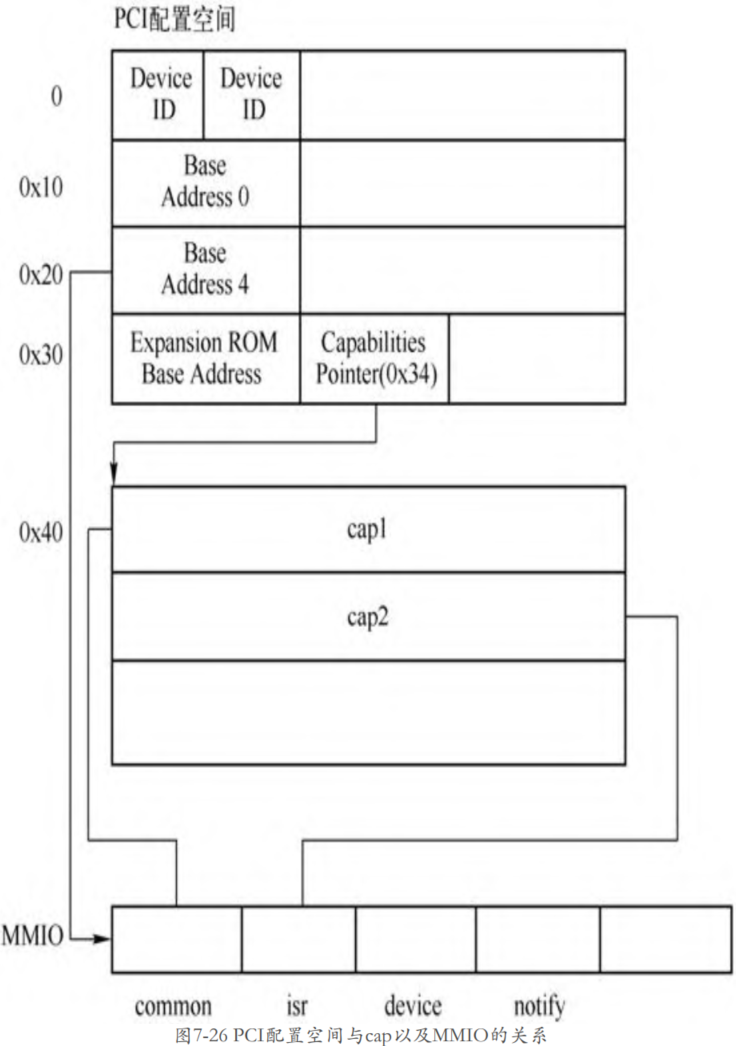 PCI配置空间
0
Device
ID
Device
ID
0x10
Base
Address 0
0x20
Base
Address 4
0x30
Expansion ROM
Base Address
Capabilities
Pointer(0x34)
0x40
cap1
cap2
MMIO
common
isr
device
notify
图7-26 PCI配置空间与cap以及MMIO的关系